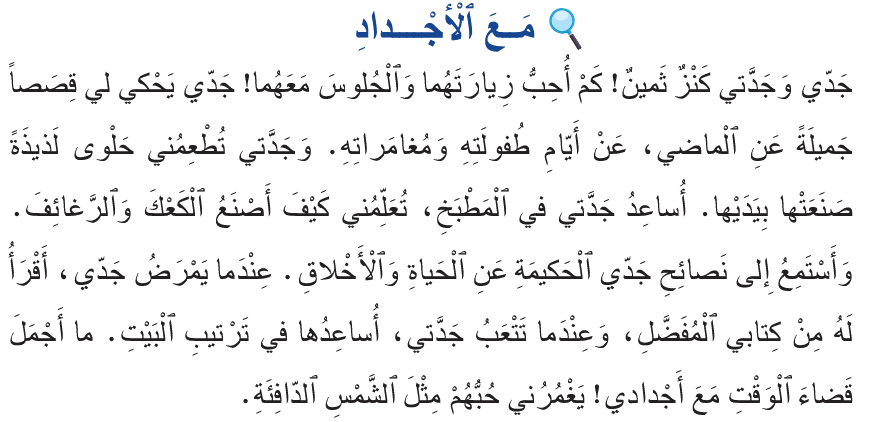 مَـعَ ٱلْأَجْـــدادِ
جَدّي وَجَدَّتي كَنْزٌ ثَمينٌ! كَمْ أُحِبُّ زِيارَتَهُما وَٱلْجُلوسَ مَعَهُما! جَدّي يَحْكي لي قِصَصاً
جَميلَةً عَنِ ٱلْماضي، عَنْ أَيّامِ طُفولَتِهِ وَمُغامَراتِهِ. وَجَدَّتي تُطْعِمُني حَلْوى لَذيذَةً
صَنَعَتْها بِيَدَيْها. أُساعِدُ جَدَّتي في ٱلْمَطْبَخِ، تُعَلِّمُني كَيْفَ أَصْنَعُ ٱلْكَعْكَ وَٱلرَّغائِفَ.
وَأَسْتَمِعُ إِلى نَصائِحِ جَدّي ٱلْحَكيمَةِ عَنِ ٱلْحَياةِ وَٱلْأَخْلاقِ. عِنْدَما يَمْرَضُ جَدّي، أَقْرَأُ
لَهُ مِنْ كِتابي ٱلْمُفَضَّلِ، وَعِنْدَما تَتْعَبُ جَدَّتي، أُساعِدُها في تَرْتيبِ ٱلْبَيْتِ. ما أَجْمَلَ
قَضاءَ ٱلْوَقْتِ مَعَ أَجْدادي! يَغْمُرُني حُبُّهُمْ مِثْلَ ٱلشَّمْسِ ٱلدّافِئَةِ.